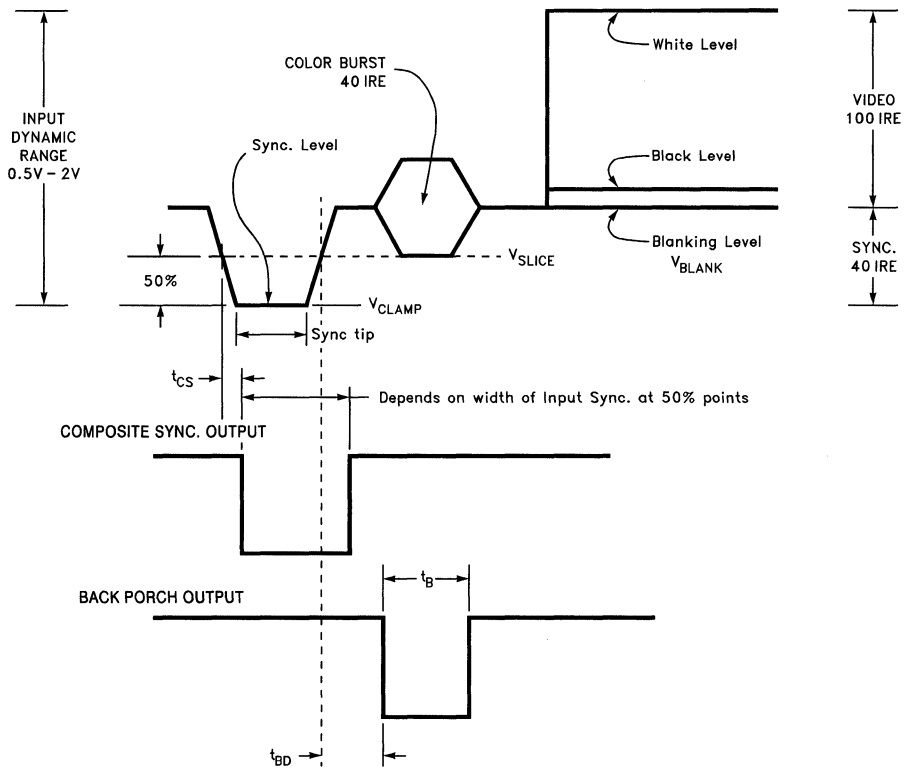 White Level
COLOR BURST
40 IRE
INPUT
DYNAMIC
RANGE
0.5V – 2V
VIDEO
100 IRE
Sync. Level
Black Level
Blanking Level
VBLANK
SYNC.
40 IRE
VSLICE
50%
VCLAMP
Sync tip
tCS
Depends on width of Input Sync. at 50% points
COMPOSITE SYNC. OUTPUT
tB
BACK PORCH OUTPUT
tBD